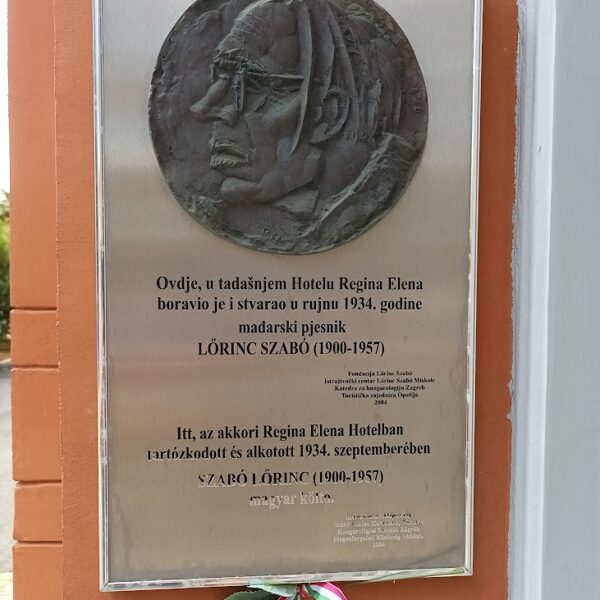 Ovdje, u tadašnjem Hotelu Regina Elena
boravio je i stvarao u rujnu 1934. godine
mađarski pjesnik
LŐRINC SZABÓ (1900-1957)
Fondacija Lőrinc Szabó
Istraživački centar Lőrinc Szabó Miskolc
Katedra za hungarologiju Zagreb
Turistička zajednica Opatija
2004
Itt, az akkori Regina Elena Hotelban
tartózkodott és alkotott 1934. szeptemberében
SZABÓ LŐRINC (1900-1957)
magyar költő.
2004